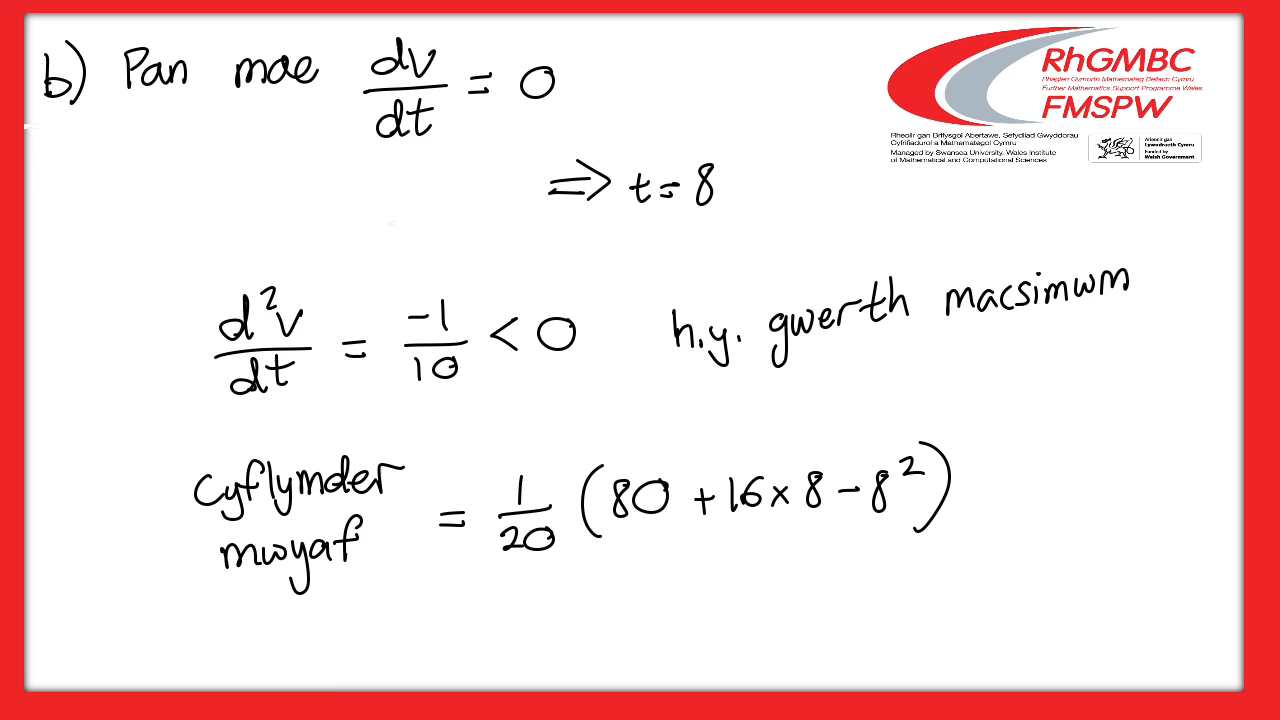 b) Pan mae dv/dt = 0
RhGMBC
Rhaglen Gymorth Mathemateg Bellach Cymru
Further Mathematics Support Programme Wales
FMSPW
Rheolir gan Brifysgol Abertawe, Sefydliad Gwyddorau
Cyfrifiadurol a Mathemategol Cymru
Managed by Swansea University, Wales Institute
of Mathematical and Computational Sciences
Ariennir gan
Lywodraeth Cymru
Funded by
Welsh Government
⇒ t = 8
d²v/dt = -1/10 < 0 h.y. gwerth macsimwm
Cyflymder
mwyaf = 1/20 (80 + 16 × 8 - 8²)